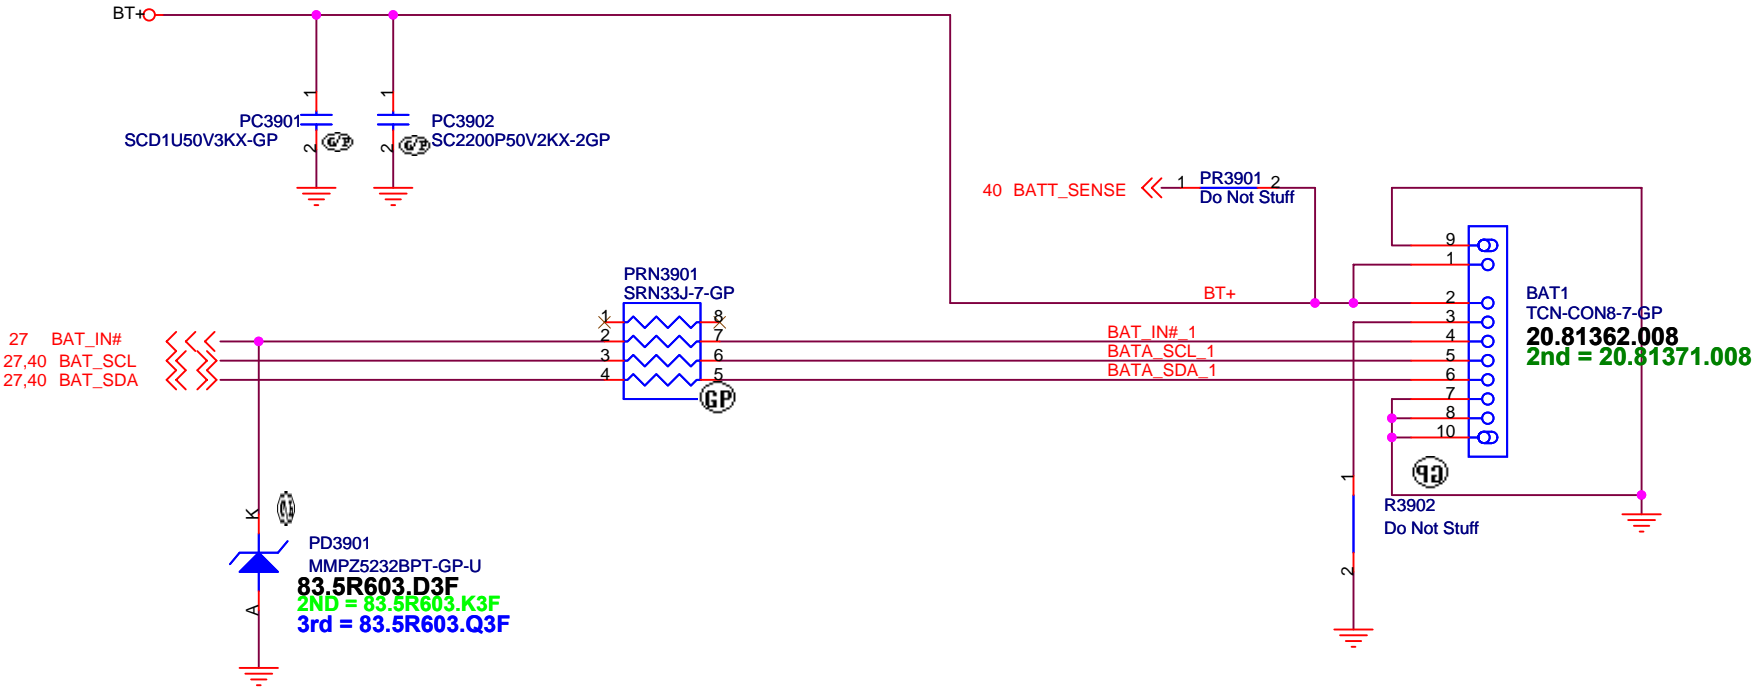 BT+
1
1
PC3901
SCD1U50V3KX-GP
2
G/P
PC3902
SC2200P50V2KX-2GP
2
G/P
40 BATT_SENSE
1
PR3901
2
Do Not Stuff
PRN3901
SRN33J-7-GP
1
8
2
7
3
6
4
5
GP
27 BAT_IN#
27,40 BAT_SCL
27,40 BAT_SDA
BT+
BAT_IN#_1
BATA_SCL_1
BATA_SDA_1
9
1
2
3
4
5
6
7
8
10
BAT1
TCN-CON8-7-GP
20.81362.008
2nd = 20.81371.008
GP
1
R3902
Do Not Stuff
2
K
PD3901
MMPZ5232BPT-GP-U
83.5R603.D3F
2ND = 83.5R603.K3F
3rd = 83.5R603.Q3F
A